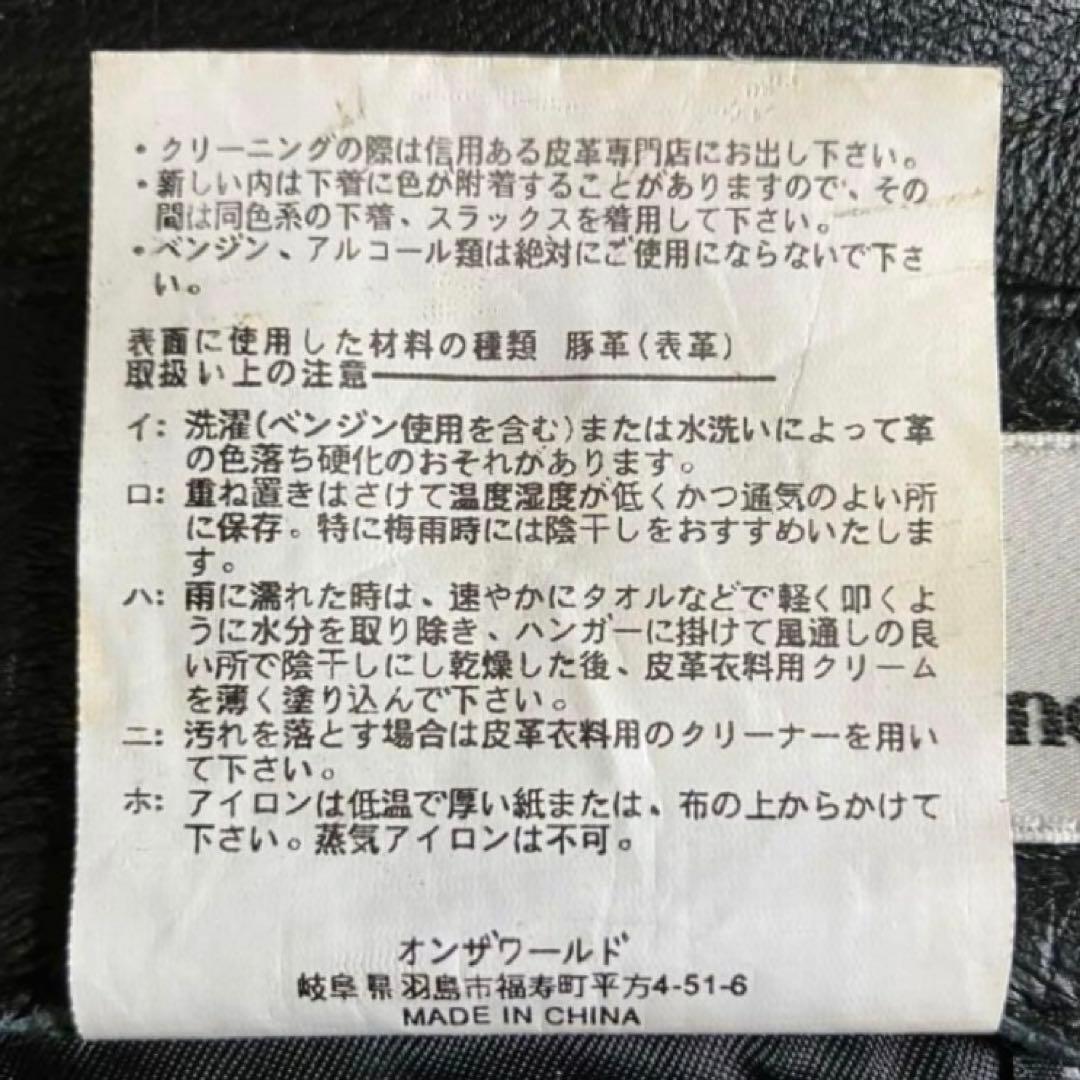 ・クリーニングの際は信用ある皮革専門店にお出し下さい。
・新しい内は下着に色が附着することがありますので、その
間は同色系の下着、スラックスを着用して下さい。
・ベンジン、アルコール類は絶対にご使用にならないで下さ
い。
表面に使用した材料の種類 豚革(表革)
取扱い上の注意
イ: 洗濯(ベンジン使用を含む)または水洗いによって革
の色落ち硬化のおそれがあります。
ロ: 重ね置きはさけて温度湿度が低くかつ通気のよい所
に保存。特に梅雨時には陰干しをおすすめいたしま
す。
ハ: 雨に濡れた時は、速やかにタオルなどで軽く叩くよ
うに水分を取り除き、ハンガーに掛けて風通しの良
い所で陰干しにし乾燥した後、皮革衣料用クリーム
を薄く塗り込んで下さい。
ニ: 汚れを落とす場合は皮革衣料用のクリーナーを用い
て下さい。
ホ: アイロンは低温で厚い紙または、布の上からかけて
下さい。蒸気アイロンは不可。
オンザワールド
岐阜県羽島市福寿町平方4-51-6
MADE IN CHINA